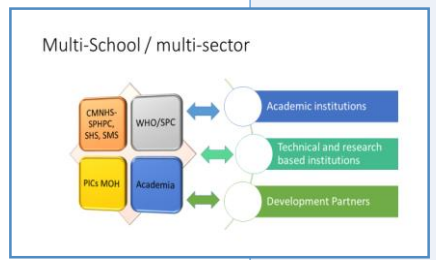 Multi-School / multi-sector
CMNHS-
SPHPC,
SHS, SMS
WHO/SPC
PICs MOH
Academia
Academic institutions
Technical and research
based institutions
Development Partners